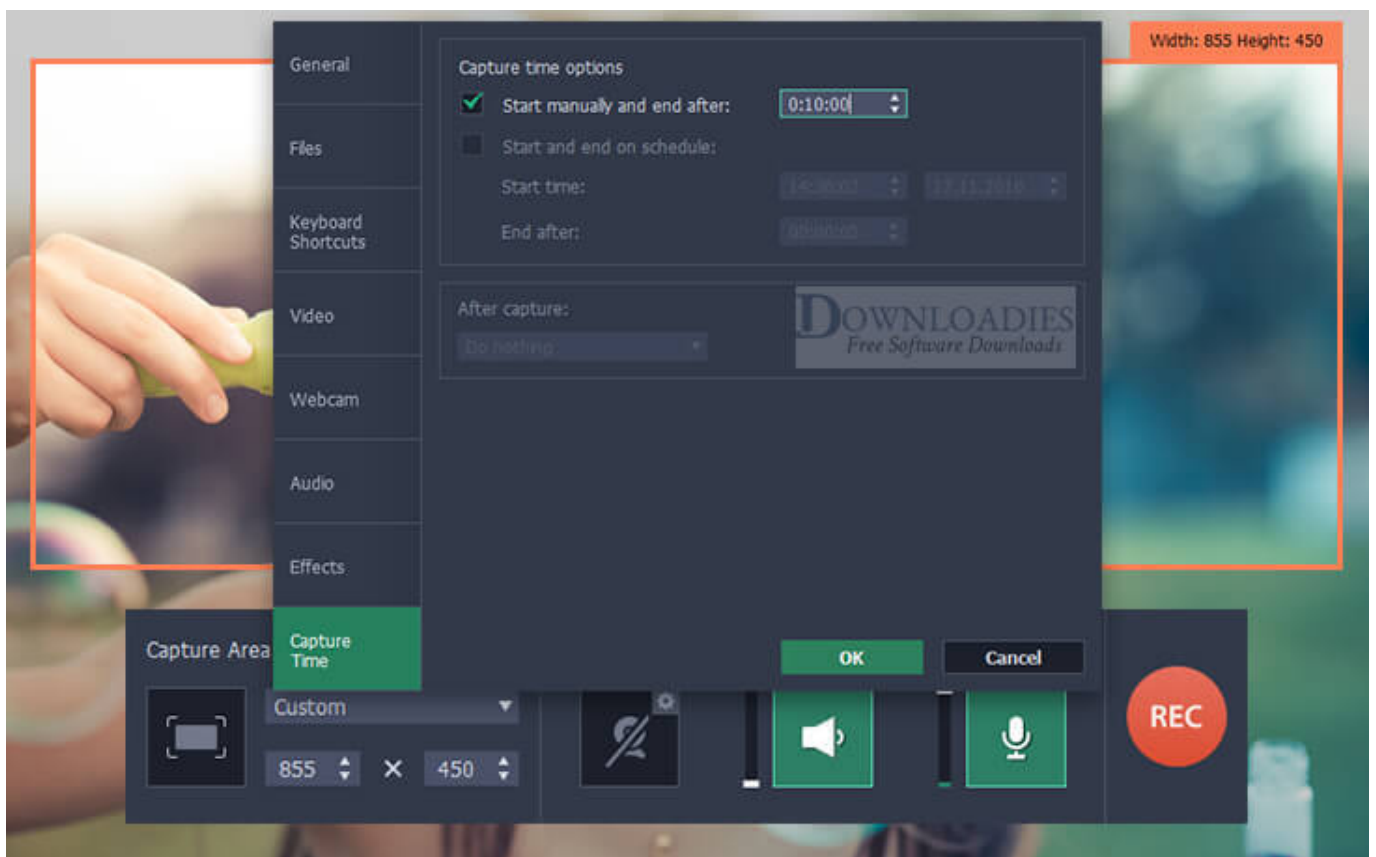 Width: 855 Height: 450
General
Files
Keyboard
Shortcuts
Video
Webcam
Audio
Effects
Capture
Time
Capture time options
Start manually and end after: 0:10:00
Start and end on schedule:
Start time:
End after:
After capture:
Do nothing
DOWNLOADIES
Free Software Downloads
OK Cancel
Capture Area
Custom
855 × 450
REC